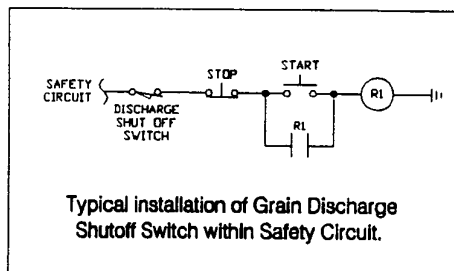 STOP
START
SAFETY
CIRCUIT
R1
DISCHARGE
SHUT OFF
SWITCH
R1
Typical installation of Grain Discharge
Shutoff Switch within Safety Circuit.